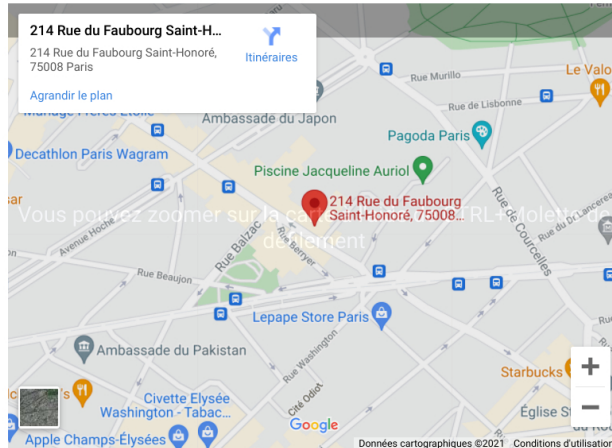 214 Rue du Faubourg Saint-H...
214 Rue du Faubourg Saint-Honoré,
75008 Paris
Itinéraires
Agrandir le plan
Rue Murillo
Le Valo
Rue de Lisbonne
Ambassade du Japon
Pagoda Paris
Decathlon Paris Wagram
Piscine Jacqueline Auriol
214 Rue du Faubourg
Saint-Honoré, 75008...
sar
Vous pouvez zoomer sur la carte
CTRL+Molette de
défilement
Avenue Hoche
Rue Balzac
Rue Berryer
Rue de Courcelles
Rue Beaujon
Lepape Store Paris
Ambassade du Pakistan
Rue Washington
Starbucks
Cité Odiot
Civette Elysée
Washington - Tabac...
Église S
Google
Apple Champs-Élysées
Données cartographiques ©2021
Conditions d'utilisation